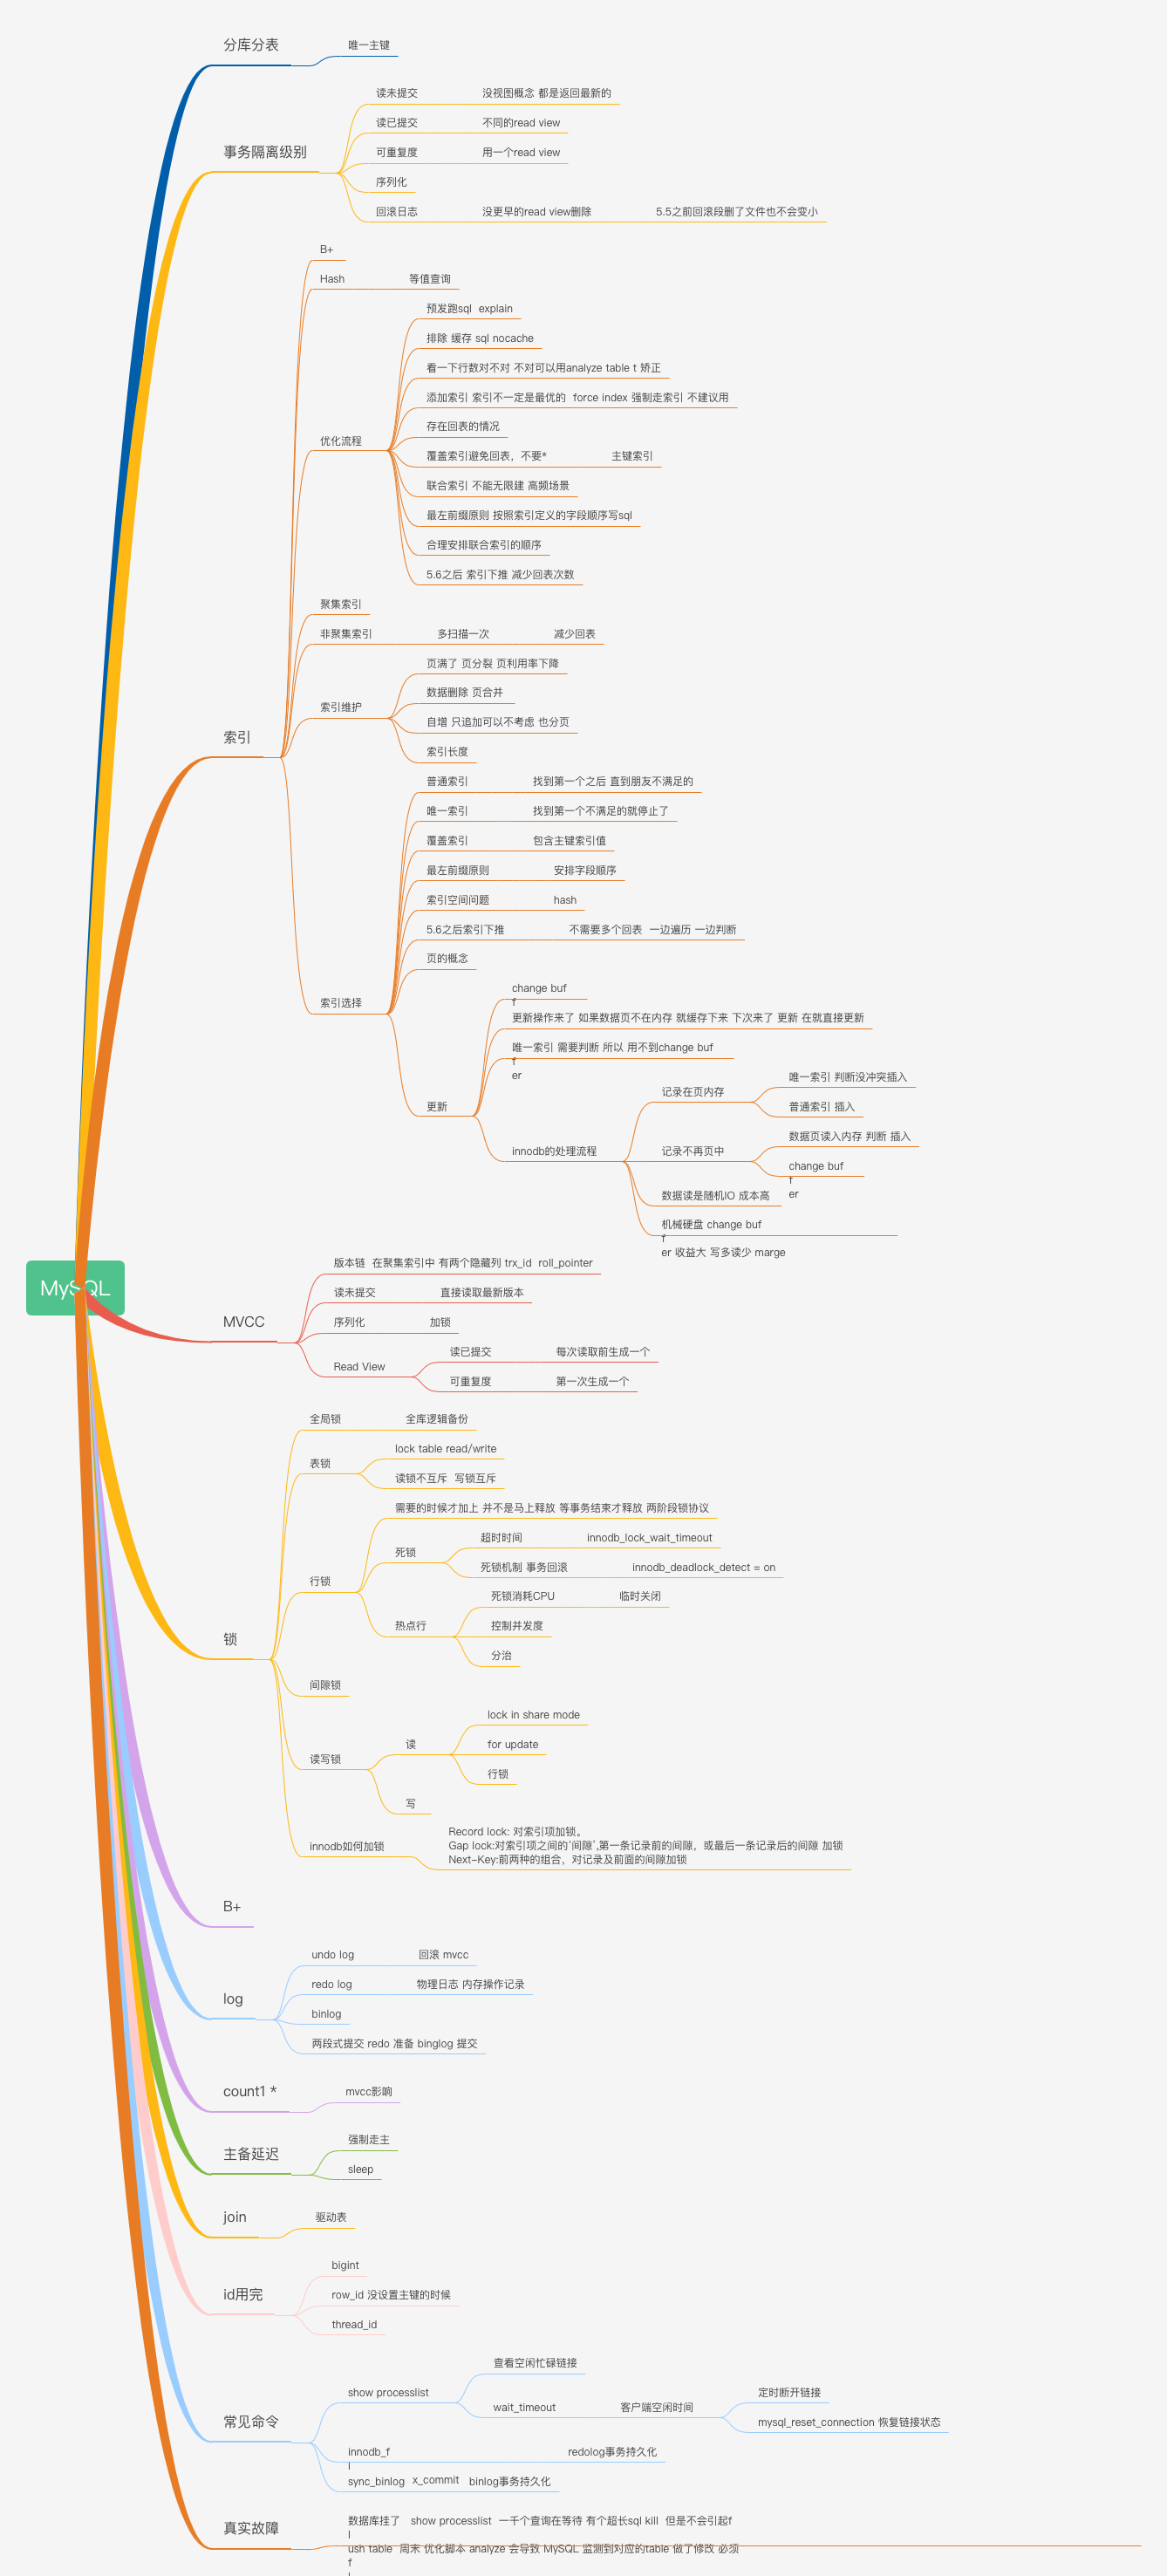 分库分表
唯一主键
事务隔离级别
读未提交
没视图概念 都是返回最新的
读已提交
不同的read view
可重复度
用一个read view
序列化
回滚日志
没更早的read view删除
5.5之前回滚段删了文件也不会变小
索引
B+
Hash
等值查询
优化流程
预发跑sql explain
排除 缓存 sql nocache
看一下行数对不对 不对可以用analyze table t 矫正
添加索引 索引不一定是最优的 force index 强制走索引 不建议用
存在回表的情况
覆盖索引避免回表，不要*
主键索引
联合索引 不能无限建 高频场景
最左前缀原则 按照索引定义的字段顺序写sql
合理安排联合索引的顺序
5.6之后 索引下推 减少回表次数
聚集索引
非聚集索引
多扫描一次
减少回表
索引维护
页满了 页分裂 页利用率下降
数据删除 页合并
自增 只追加可以不考虑 也分页
索引长度
索引选择
普通索引
找到第一个之后 直到朋友不满足的
唯一索引
找到第一个不满足的就停止了
覆盖索引
包含主键索引值
最左前缀原则
安排字段顺序
索引空间问题
hash
5.6之后索引下推
不需要多个回表 一边遍历 一边判断
页的概念
更新
change buf
f
更新操作来了 如果数据页不在内存 就缓存下来 下次来了 更新 在就直接更新
唯一索引 需要判断 所以 用不到change buf
f
er
innodb的处理流程
记录在页内存
唯一索引 判断没冲突插入
普通索引 插入
记录不再页中
数据页读入内存 判断 插入
change buf
f
er
数据读是随机IO 成本高
机械硬盘 change buf
f
er 收益大 写多读少 marge
MySQL
MVCC
版本链 在聚集索引中 有两个隐藏列 trx_id roll_pointer
读未提交
直接读取最新版本
序列化
加锁
Read View
读已提交
每次读取前生成一个
可重复度
第一次生成一个
锁
全局锁
全库逻辑备份
表锁
lock table read/write
读锁不互斥 写锁互斥
行锁
需要的时候才加上 并不是马上释放 等事务结束才释放 两阶段锁协议
死锁
超时时间
innodb_lock_wait_timeout
死锁机制 事务回滚
innodb_deadlock_detect = on
热点行
死锁消耗CPU
临时关闭
控制并发度
分治
间隙锁
读写锁
读
lock in share mode
for update
行锁
写
innodb如何加锁
Record lock: 对索引项加锁。
Gap lock:对索引项之间的‘间隙’,第一条记录前的间隙，或最后一条记录后的间隙 加锁
Next-Key:前两种的组合，对记录及前面的间隙加锁
B+
log
undo log
回滚 mvcc
redo log
物理日志 内存操作记录
binlog
两段式提交 redo 准备 binglog 提交
count1 *
mvcc影响
主备延迟
强制走主
sleep
join
驱动表
id用完
bigint
row_id 没设置主键的时候
thread_id
常见命令
show processlist
查看空闲忙碌链接
wait_timeout
客户端空闲时间
定时断开链接
mysql_reset_connection 恢复链接状态
innodb_f
l
x_commit
redolog事务持久化
sync_binlog
binlog事务持久化
真实故障
数据库挂了 show processlist 一千个查询在等待 有个超长sql kill 但是不会引起f
l
ush table 周末 优化脚本 analyze 会导致 MySQL 监测到对应的table 做了修改 必须
f